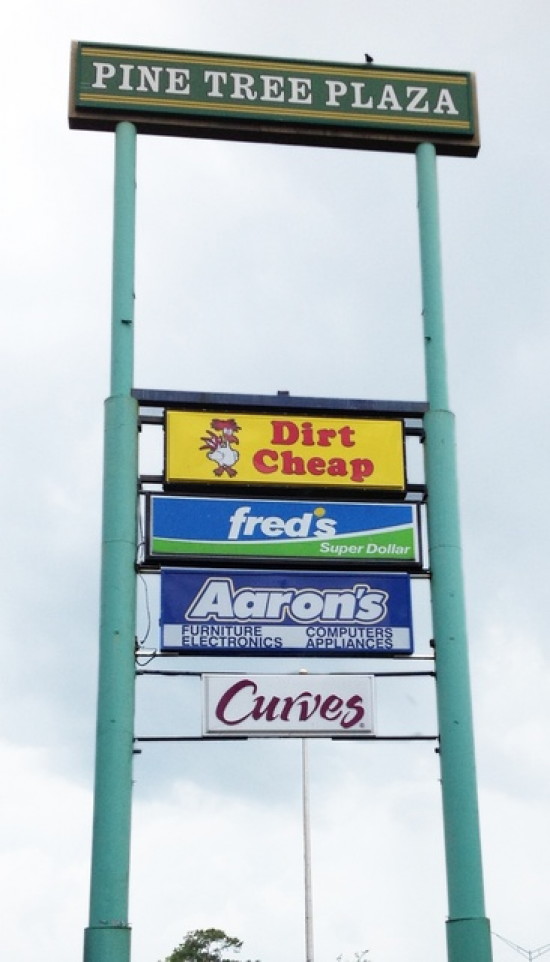 PINE TREE PLAZA
Dirt
Cheap
fred's
Super Dollar
Aaron's
FURNITURE COMPUTERS
ELECTRONICS APPLIANCES
Curves